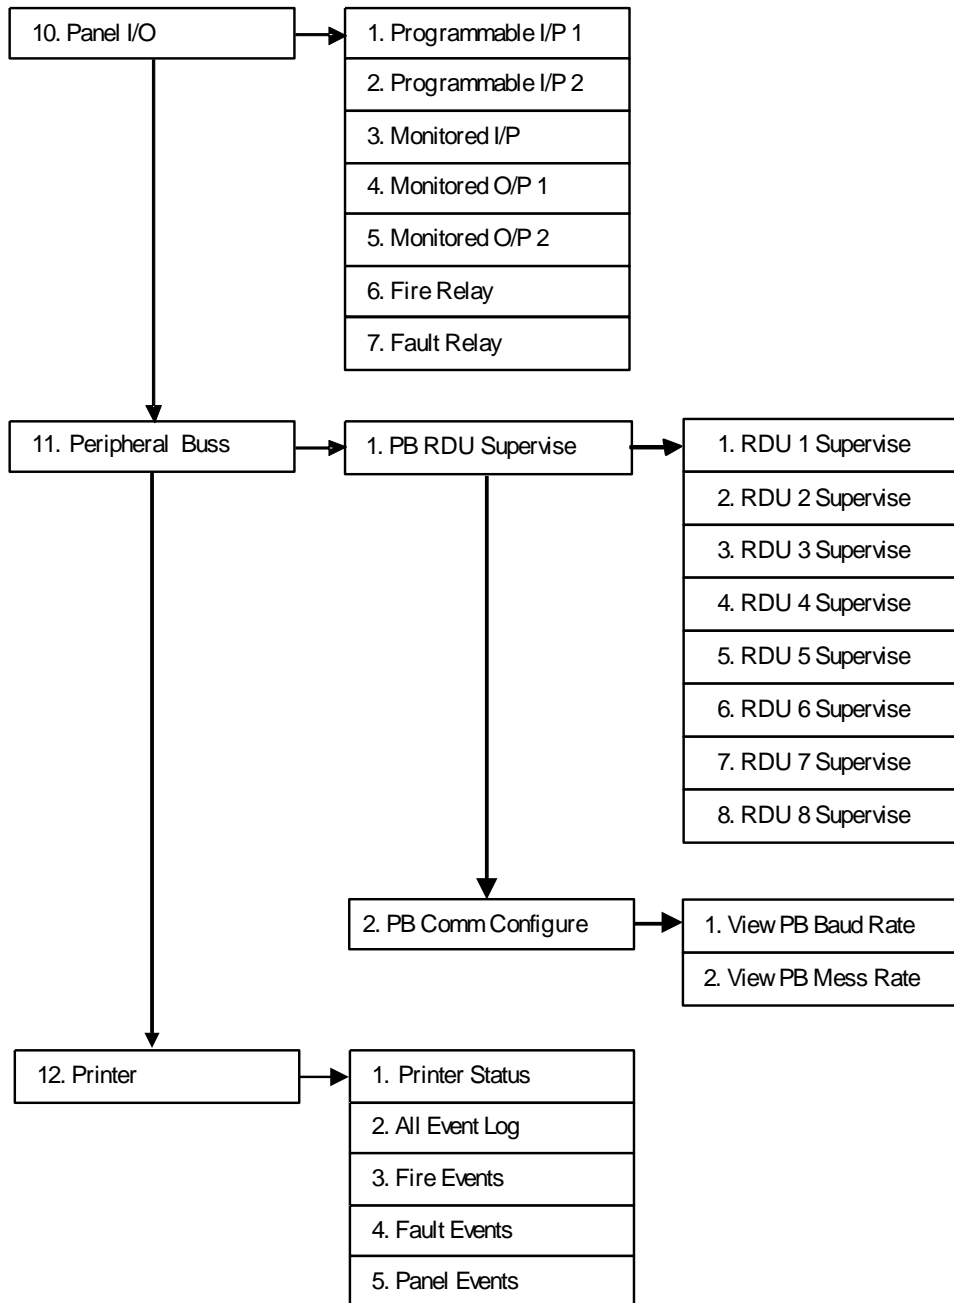 10. Panel I/O
1. Programmable I/P 1
2. Programmable I/P 2
3. Monitored I/P
4. Monitored O/P 1
5. Monitored O/P 2
6. Fire Relay
7. Fault Relay
11. Peripheral Buss
1. PB RDU Supervise
1. RDU 1 Supervise
2. RDU 2 Supervise
3. RDU 3 Supervise
4. RDU 4 Supervise
5. RDU 5 Supervise
6. RDU 6 Supervise
7. RDU 7 Supervise
8. RDU 8 Supervise
2. PB Comm Configure
1. View PB Baud Rate
2. View PB Mess Rate
12. Printer
1. Printer Status
2. All Event Log
3. Fire Events
4. Fault Events
5. Panel Events